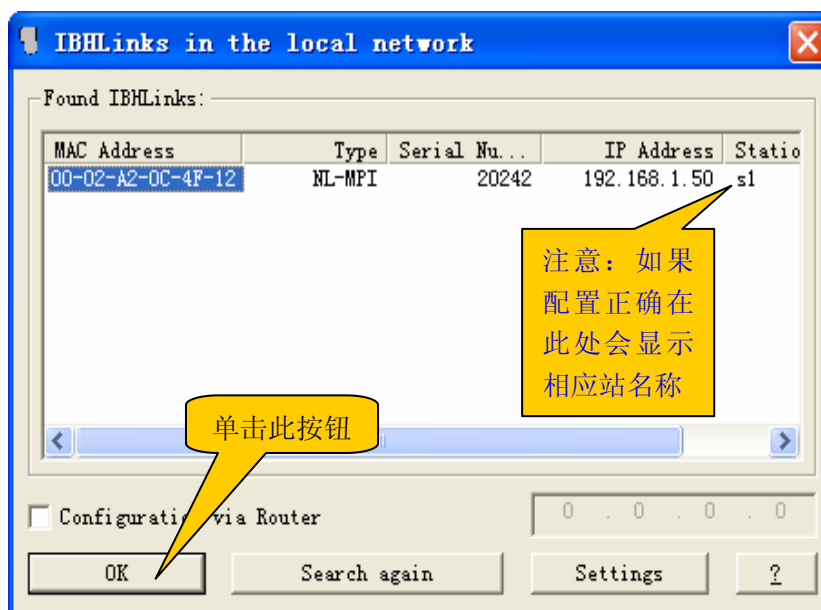 IBHLinks in the local network
Found IBHLinks:
MAC Address Type Serial Nu... IP Address Statio
00-02-A2-0C-4F-12 NL-MPI 20242 192.168.1.50 s1
注意：如果
配置正确在
此处会显示
相应站名称
单击此按钮
Configurati via Router
0 . 0 . 0 . 0
OK Search again Settings ?